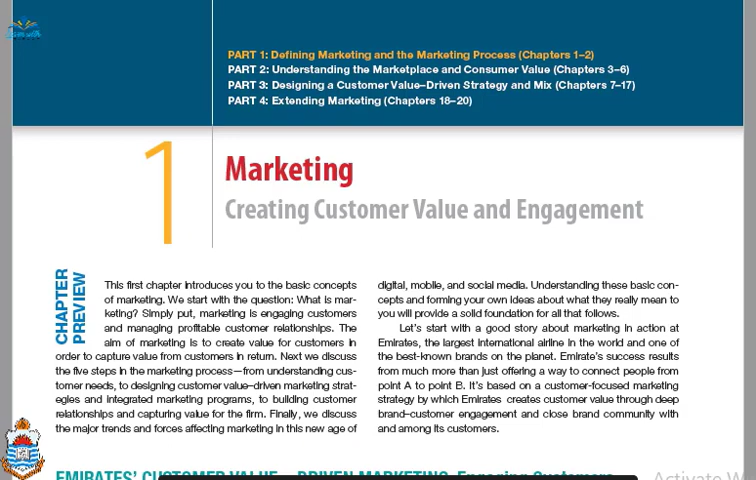 PART 1: Defining Marketing and the Marketing Process (Chapters 1–2)
PART 2: Understanding the Marketplace and Consumer Value (Chapters 3–6)
PART 3: Designing a Customer Value–Driven Strategy and Mix (Chapters 7–17)
PART 4: Extending Marketing (Chapters 18–20)
1
Marketing
Creating Customer Value and Engagement
CHAPTER
PREVIEW
This first chapter introduces you to the basic concepts
of marketing. We start with the question: What is mar-
keting? Simply put, marketing is engaging customers
and managing profitable customer relationships. The
aim of marketing is to create value for customers in
order to capture value from customers in return. Next we discuss
the five steps in the marketing process—from understanding cus-
tomer needs, to designing customer value–driven marketing strat-
egies and integrated marketing programs, to building customer
relationships and capturing value for the firm. Finally, we discuss
the major trends and forces affecting marketing in this new age of
digital, mobile, and social media. Understanding these basic con-
cepts and forming your own ideas about what they really mean to
you will provide a solid foundation for all that follows.
Let's start with a good story about marketing in action at
Emirates, the largest international airline in the world and one of
the best-known brands on the planet. Emirate's success results
from much more than just offering a way to connect people from
point A to point B. It's based on a customer-focused marketing
strategy by which Emirates creates customer value through deep
brand–customer engagement and close brand community with
and among its customers.
EMIRATES' CUSTOMER VALUE – DRIVEN MARKETING: Engaging Customers
Activate W